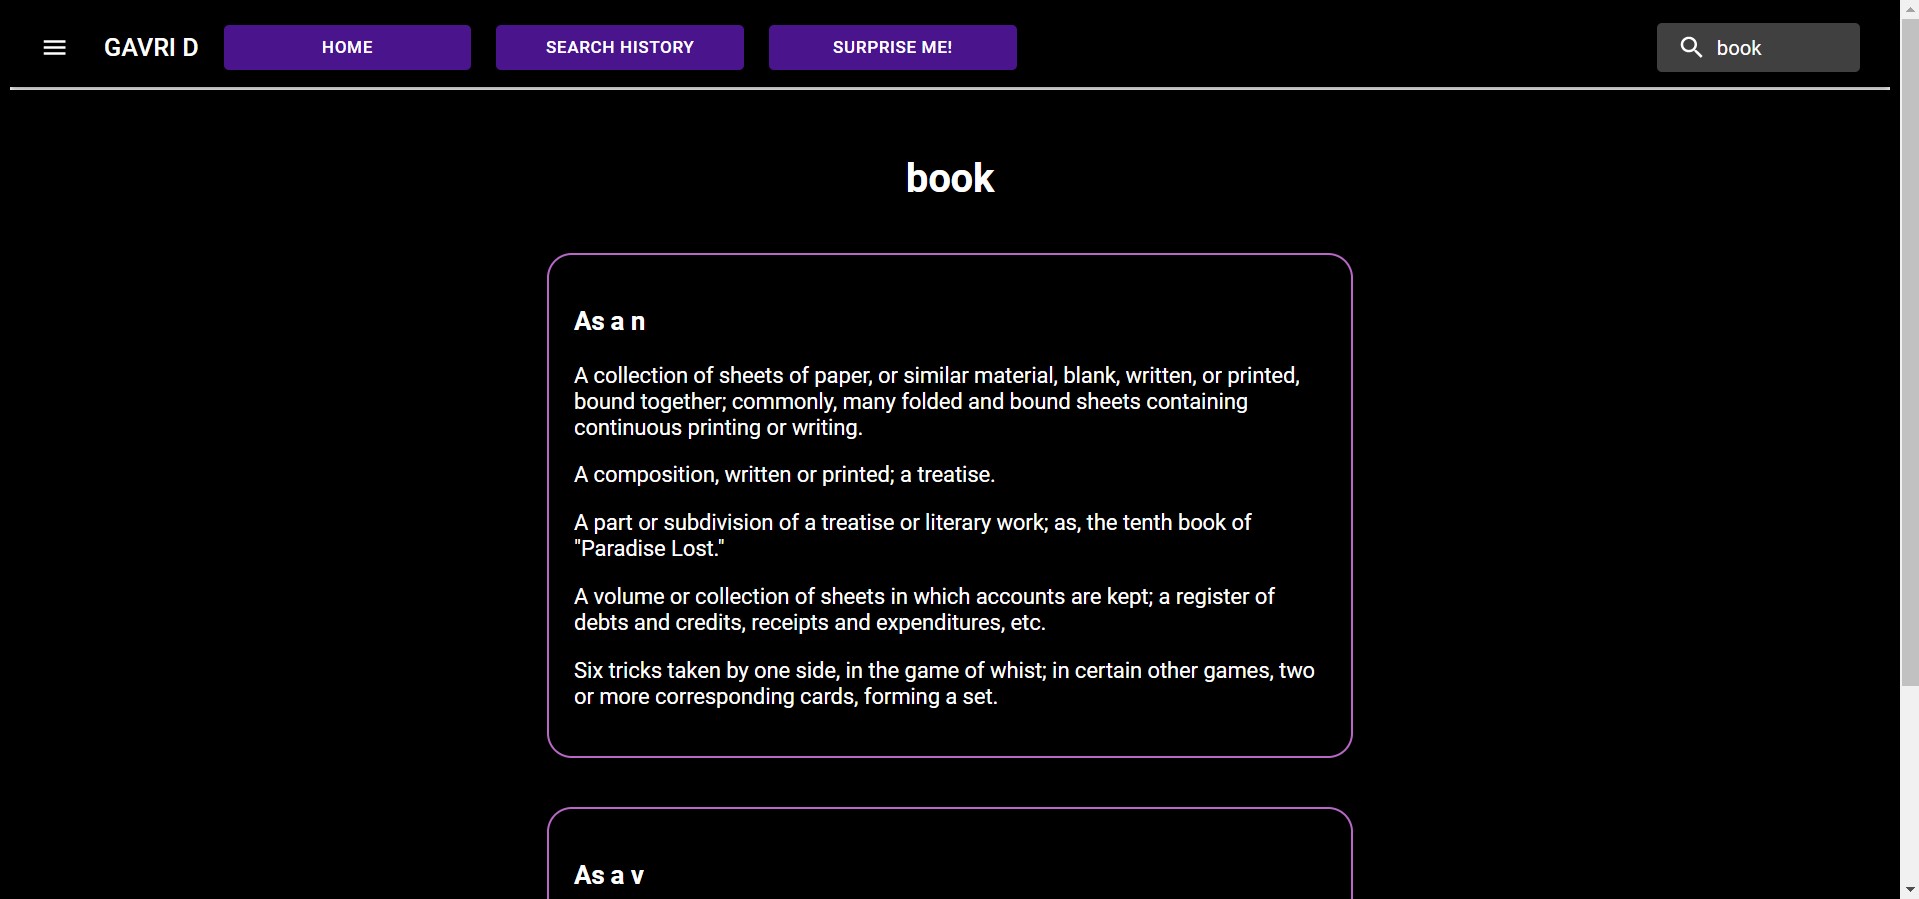 GAVRI D
HOME
SEARCH HISTORY
SURPRISE ME!
book
book
As a n
A collection of sheets of paper, or similar material, blank, written, or printed,
bound together; commonly, many folded and bound sheets containing
continuous printing or writing.
A composition, written or printed; a treatise.
A part or subdivision of a treatise or literary work; as, the tenth book of
"Paradise Lost."
A volume or collection of sheets in which accounts are kept; a register of
debts and credits, receipts and expenditures, etc.
Six tricks taken by one side, in the game of whist; in certain other games, two
or more corresponding cards, forming a set.
As a v